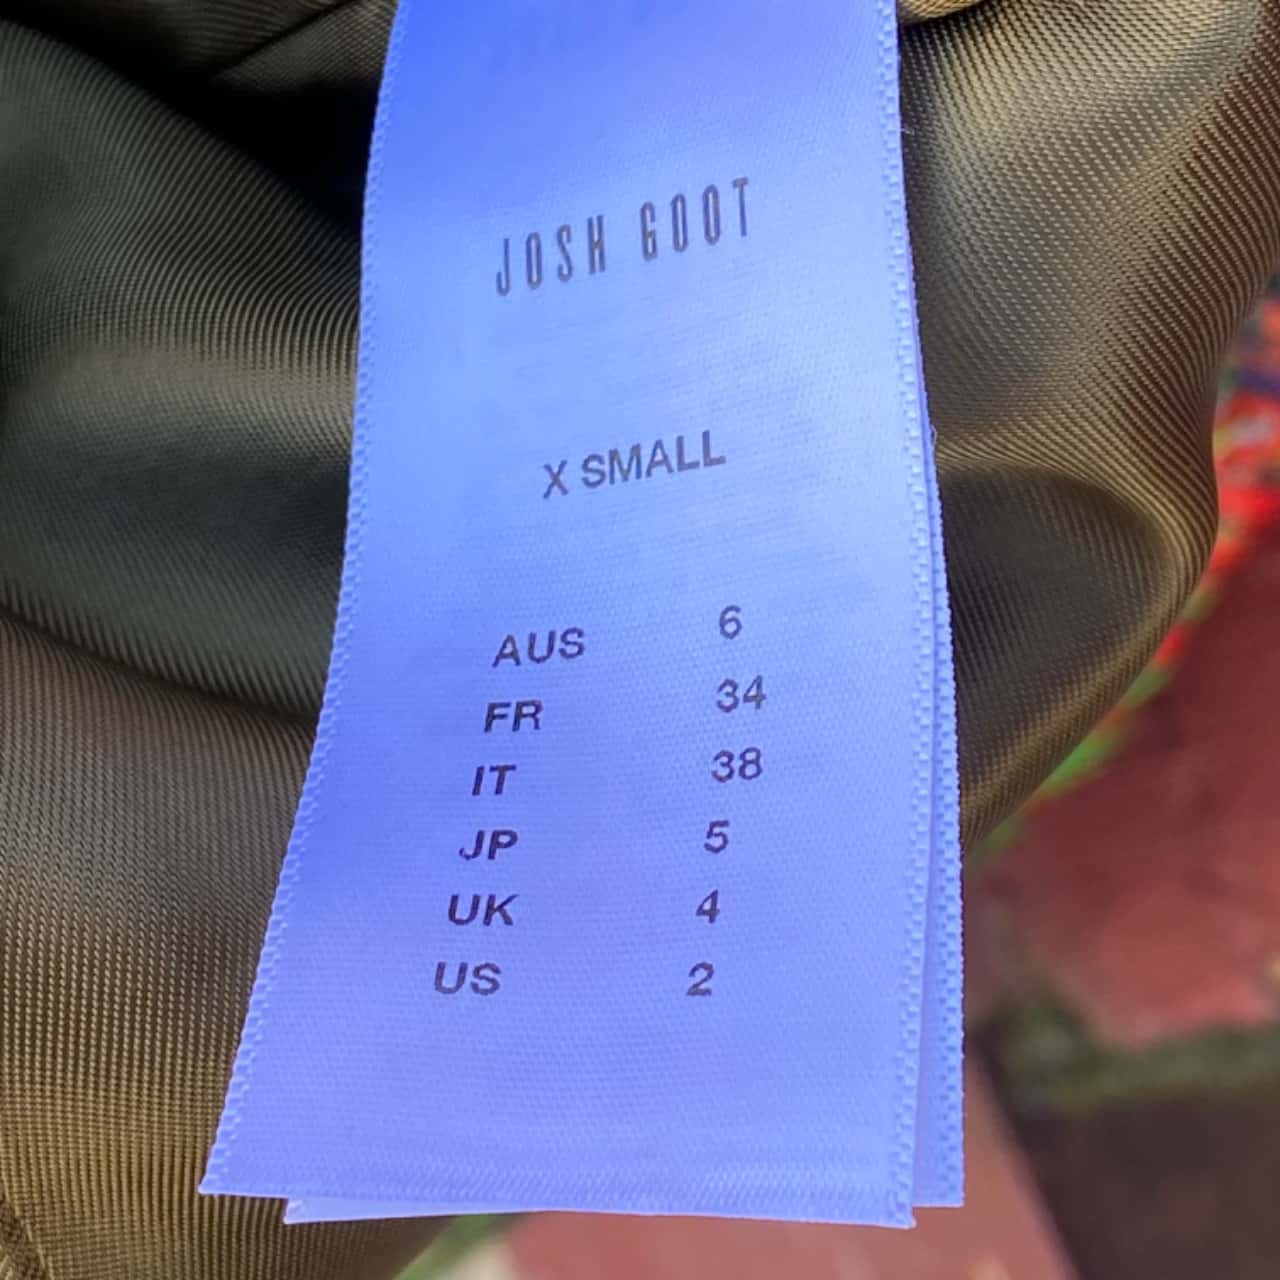 JOSH GOOT
X SMALL
AUS 6
FR 34
IT 38
JP 5
UK 4
US 2